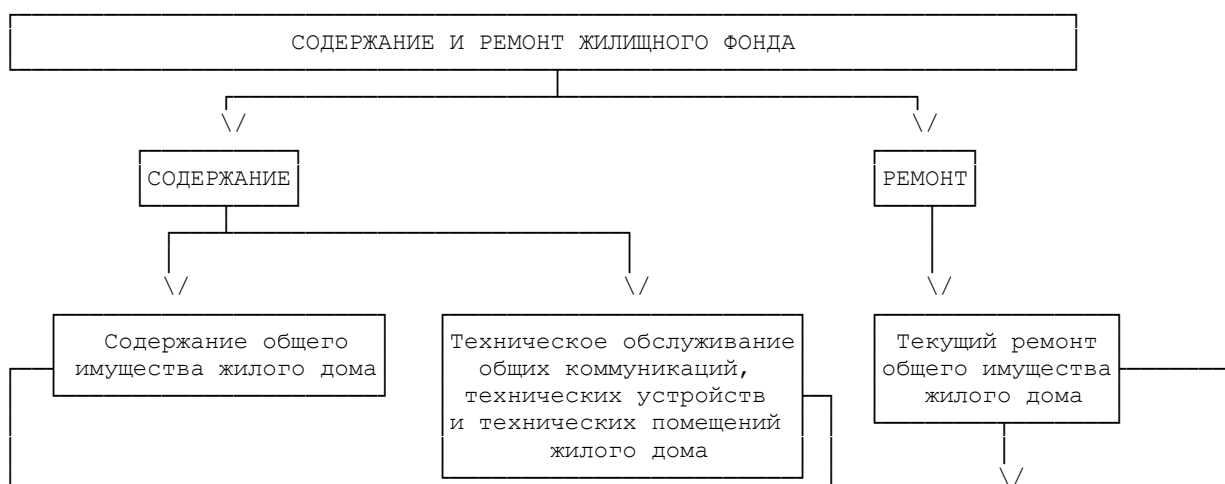 СОДЕРЖАНИЕ И РЕМОНТ ЖИЛИЩНОГО ФОНДА
СОДЕРЖАНИЕ
РЕМОНТ
Содержание общего
имущества жилого дома
Техническое обслуживание
общих коммуникаций,
технических устройств
и технических помещений
жилого дома
Текущий ремонт
общего имущества
жилого дома